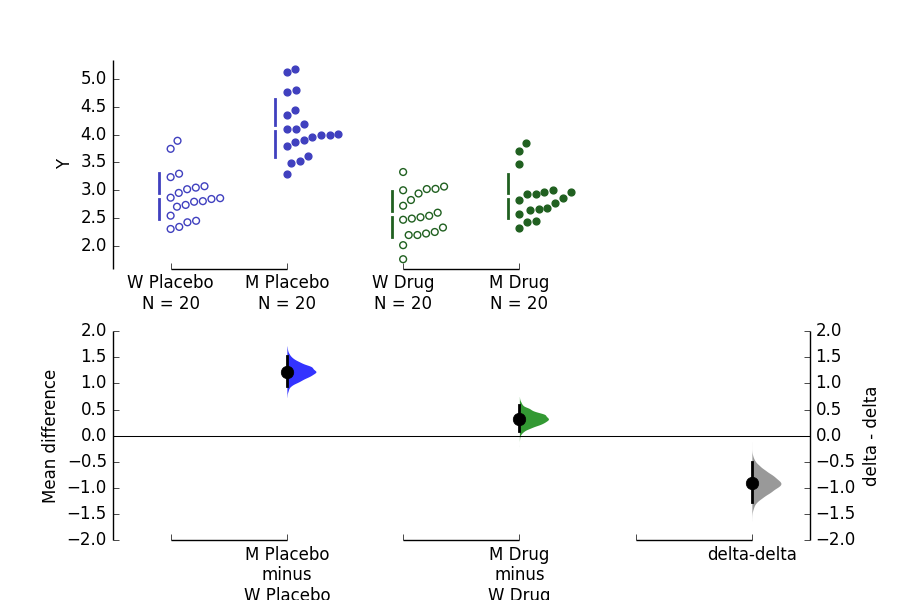 5.0
4.5
4.0
3.5
3.0
2.5
2.0
Y
W Placebo
N = 20
M Placebo
N = 20
W Drug
N = 20
M Drug
N = 20
2.0
1.5
1.0
0.5
0.0
−0.5
−1.0
−1.5
−2.0
Mean difference
2.0
1.5
1.0
0.5
0.0
−0.5
−1.0
−1.5
−2.0
delta - delta
M Placebo
minus
W Placebo
M Drug
minus
W Drug
delta-delta